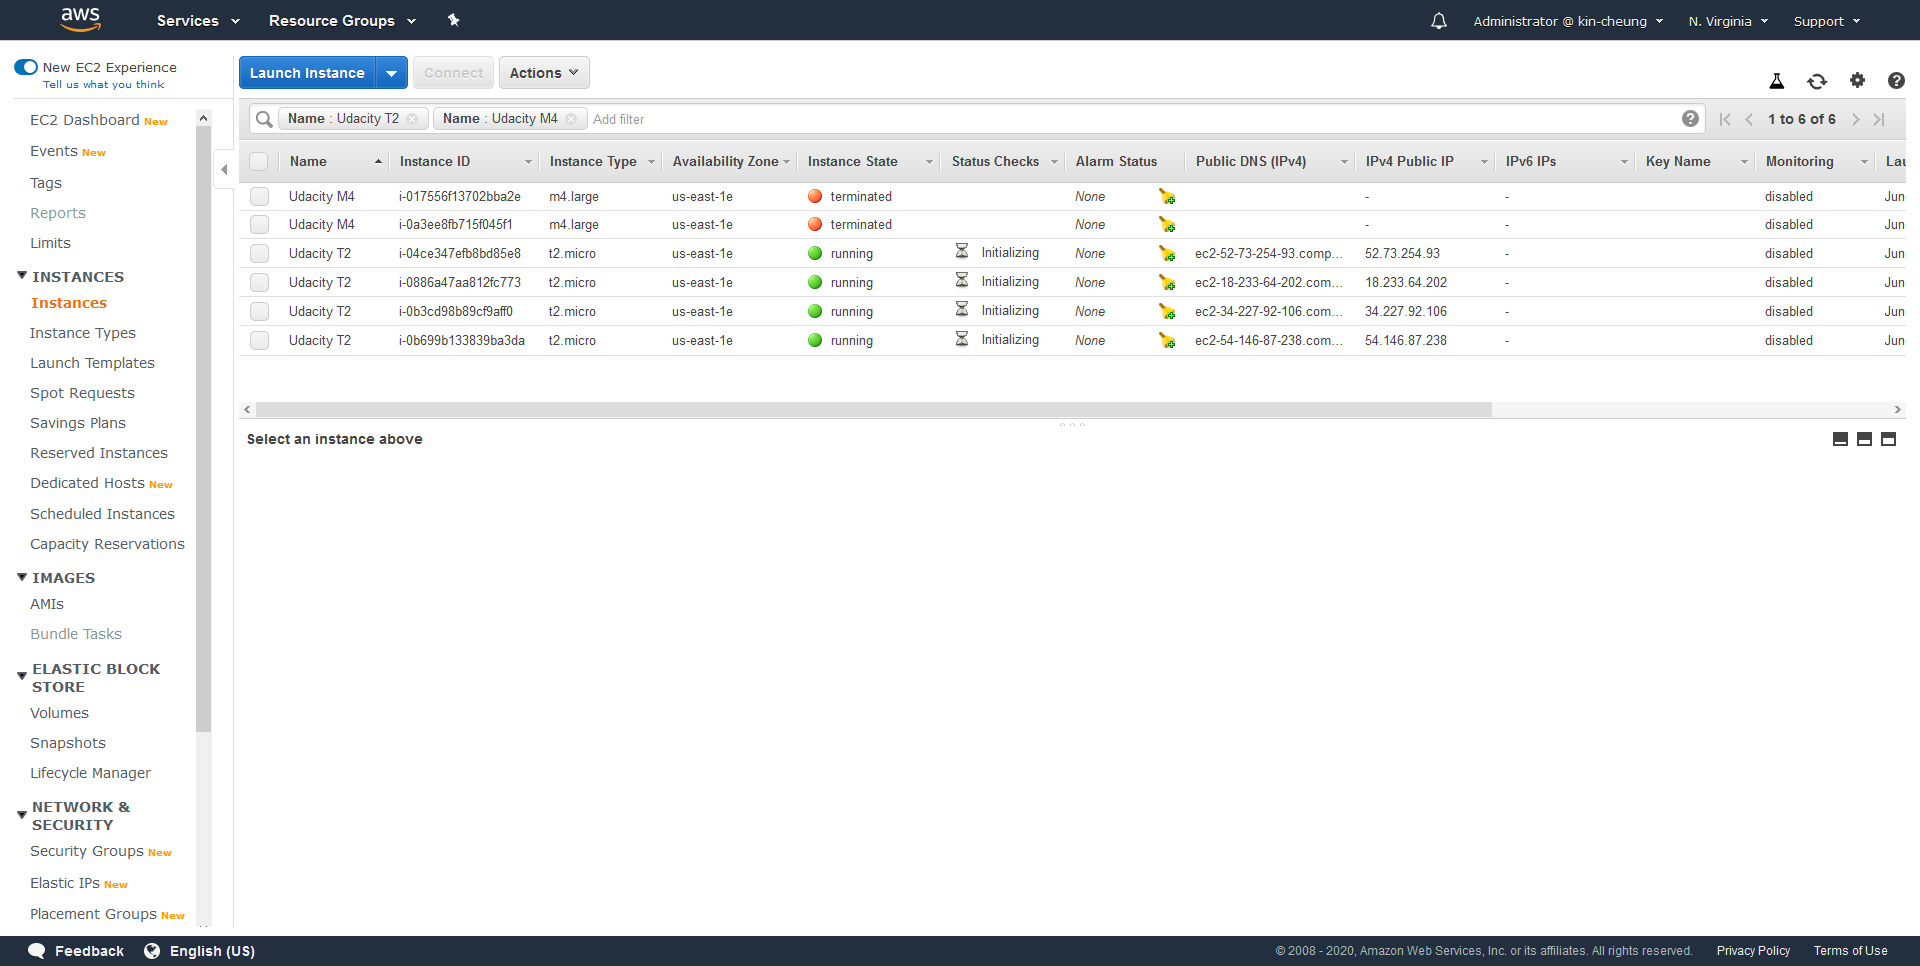 aws Services Resource Groups Administrator @ kin-cheung N. Virginia Support
New EC2 Experience
Tell us what you think
EC2 Dashboard New
Events New
Tags
Reports
Limits
INSTANCES
Instances
Instance Types
Launch Templates
Spot Requests
Savings Plans
Reserved Instances
Dedicated Hosts New
Scheduled Instances
Capacity Reservations
IMAGES
AMIs
Bundle Tasks
ELASTIC BLOCK
STORE
Volumes
Snapshots
Lifecycle Manager
NETWORK &
SECURITY
Security Groups New
Elastic IPs New
Placement Groups New
Launch Instance Connect Actions
Name : Udacity T2 Name : Udacity M4 Add filter 1 to 6 of 6
Name Instance ID Instance Type Availability Zone Instance State Status Checks Alarm Status Public DNS (IPv4) IPv4 Public IP IPv6 IPs Key Name Monitoring Lau
Udacity M4 i-017556f13702bba2e m4.large us-east-1e terminated None - - disabled Jun
Udacity M4 i-0a3ee8fb715f045f1 m4.large us-east-1e terminated None - - disabled Jun
Udacity T2 i-04ce347efb8bd85e8 t2.micro us-east-1e running Initializing None ec2-52-73-254-93.comp... 52.73.254.93 - disabled Jun
Udacity T2 i-0886a47aa812fc773 t2.micro us-east-1e running Initializing None ec2-18-233-64-202.com... 18.233.64.202 - disabled Jun
Udacity T2 i-0b3cd98b89cf9aff0 t2.micro us-east-1e running Initializing None ec2-34-227-92-106.com... 34.227.92.106 - disabled Jun
Udacity T2 i-0b699b133839ba3da t2.micro us-east-1e running Initializing None ec2-54-146-87-238.com... 54.146.87.238 - disabled Jun
Select an instance above
Feedback English (US) © 2008 - 2020, Amazon Web Services, Inc. or its affiliates. All rights reserved. Privacy Policy Terms of Use